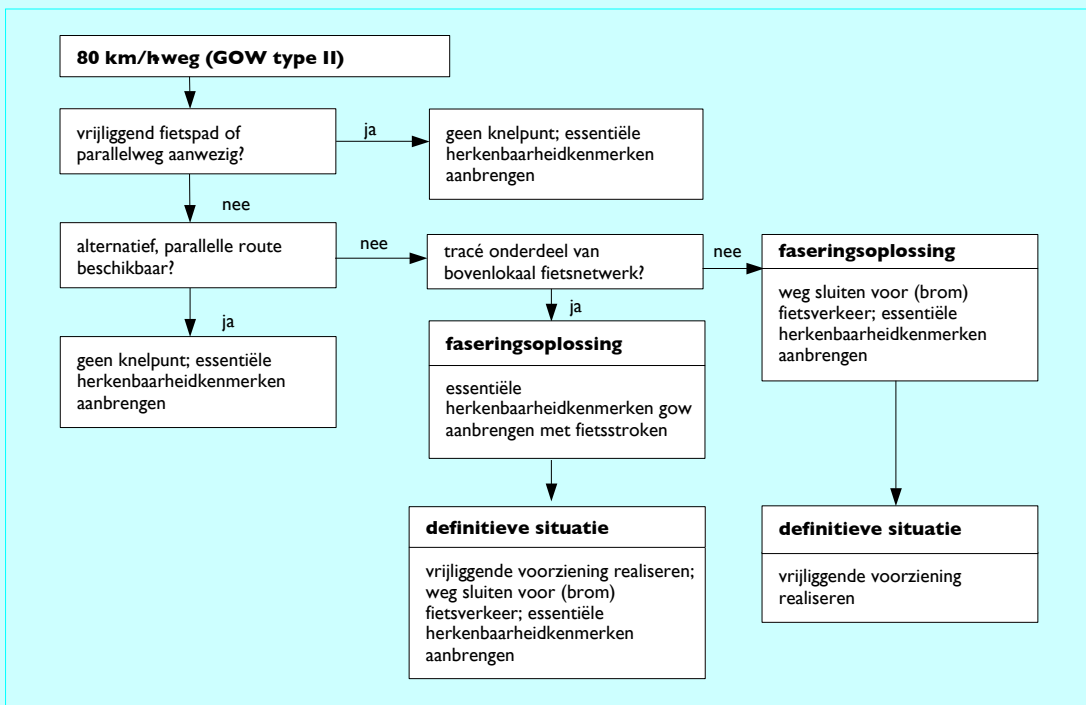 80 km/h-weg (GOW type II)
vrijliggend fietspad of
parallelweg aanwezig?
ja
geen knelpunt; essentiële
herkenbaarheidkenmerken
aanbrengen
nee
alternatief, parallelle route
beschikbaar?
nee
tracé onderdeel van
bovenlokaal fietsnetwerk?
nee
faseringsoplossing
weg sluiten voor (brom)
fietsverkeer; essentiële
herkenbaarheidkenmerken
aanbrengen
ja
geen knelpunt; essentiële
herkenbaarheidkenmerken
aanbrengen
ja
faseringsoplossing
essentiële
herkenbaarheidkenmerken gow
aanbrengen met fietsstroken
definitieve situatie
vrijliggende voorziening realiseren;
weg sluiten voor (brom)
fietsverkeer; essentiële
herkenbaarheidkenmerken
aanbrengen
definitieve situatie
vrijliggende voorziening
realiseren